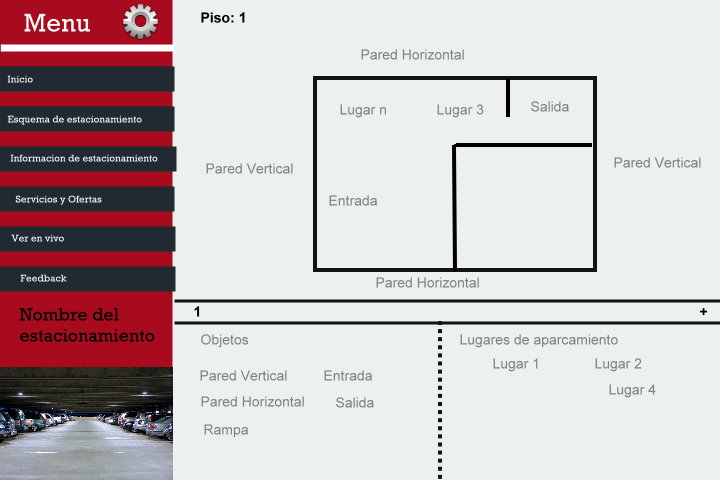 Menu
Inicio
Esquema de estacionamiento
Informacion de estacionamiento
Servicios y Ofertas
Ver en vivo
Feedback
Nombre del
estacionamiento
Piso: 1
Pared Horizontal
Lugar n Lugar 3 Salida
Pared Vertical Pared Vertical
Entrada
Pared Horizontal
1 +
Objetos
Pared Vertical Entrada
Pared Horizontal Salida
Rampa
Lugares de aparcamiento
Lugar 1 Lugar 2
Lugar 4